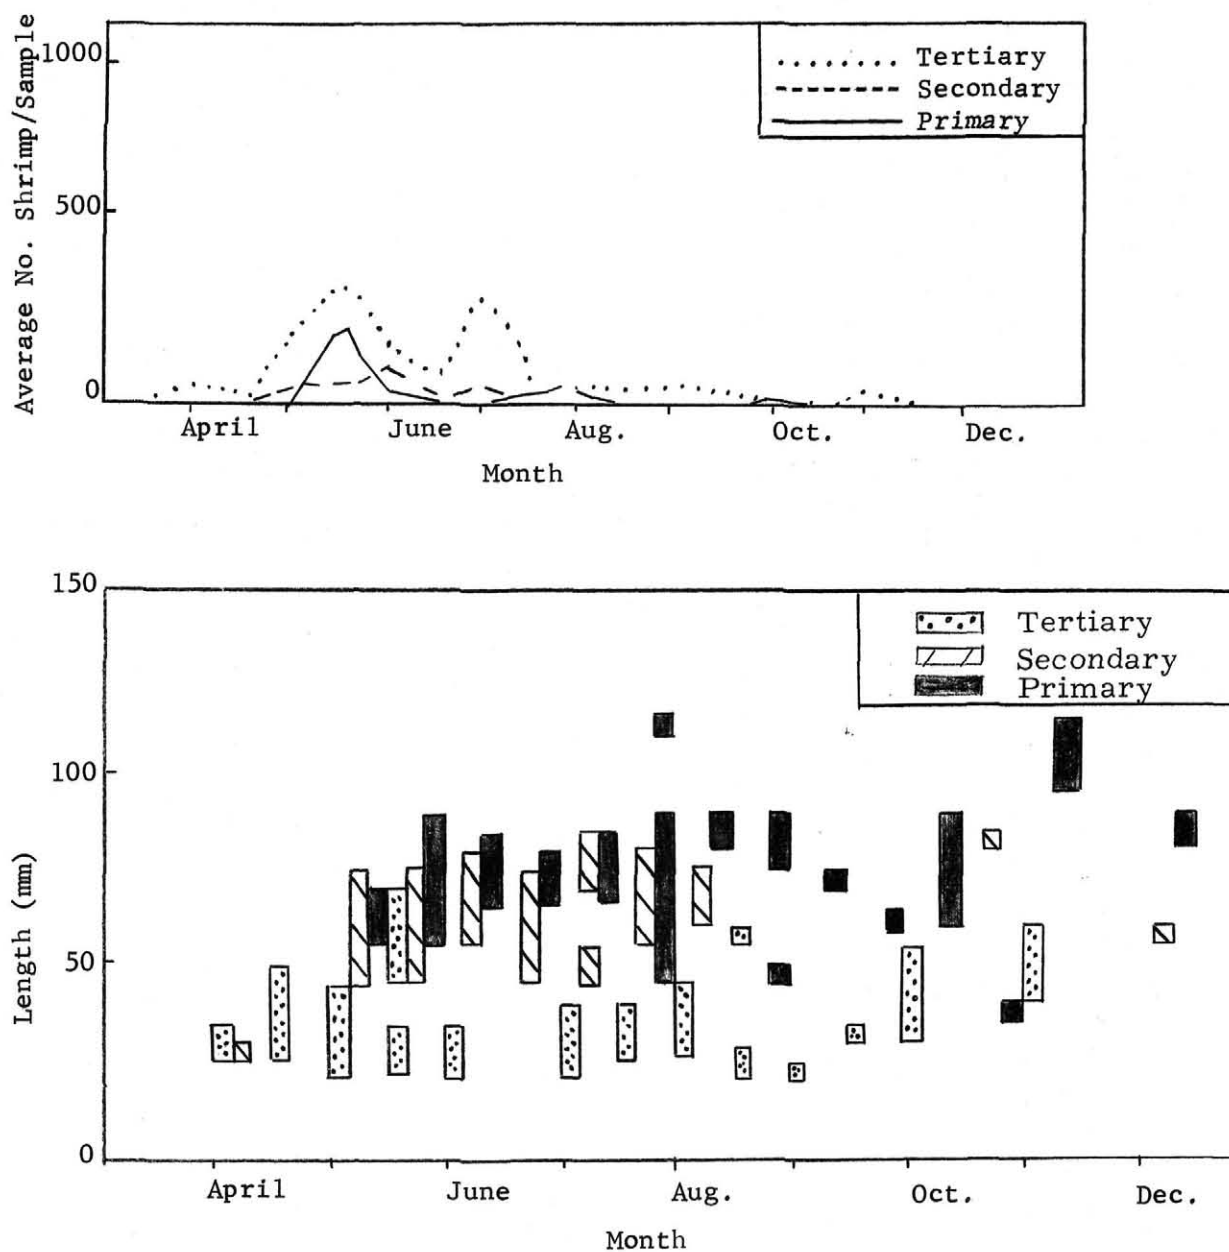 Average No. Shrimp/Sample
1000
500
0
Tertiary
Secondary
Primary
April June Aug. Oct. Dec.
Month
Length (mm)
150
100
50
0
Tertiary
Secondary
Primary
April June Aug. Oct. Dec.
Month